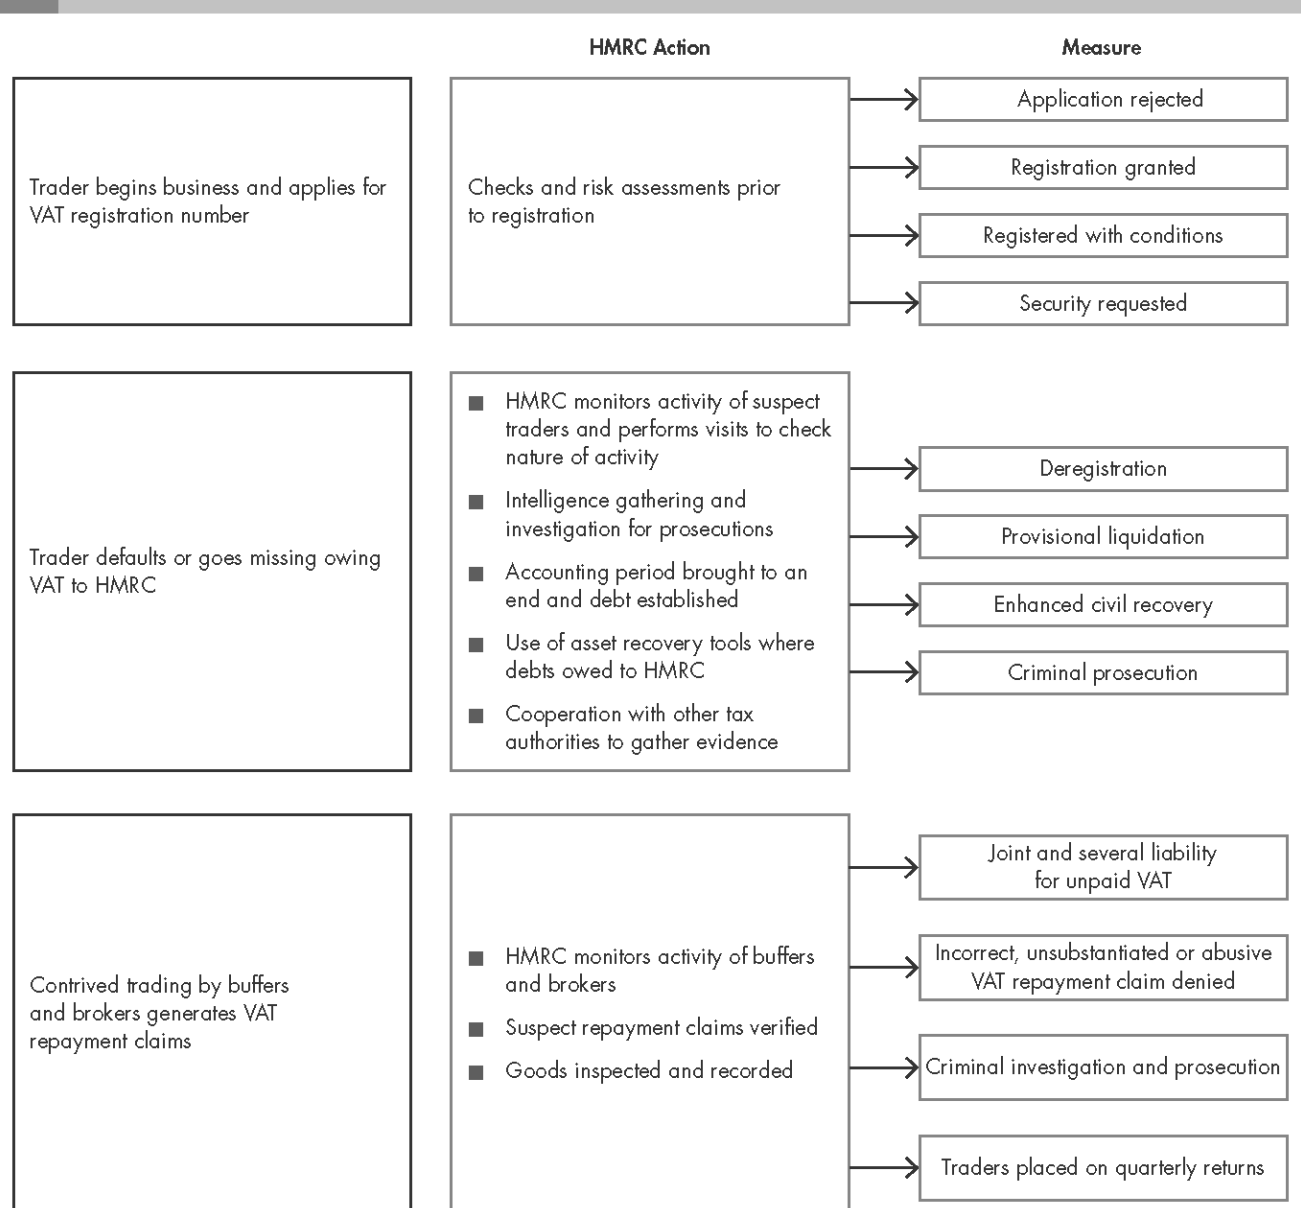 HMRC Action
Measure
Trader begins business and applies for
VAT registration number
Checks and risk assessments prior
to registration
Application rejected
Registration granted
Registered with conditions
Security requested
Trader defaults or goes missing owing
VAT to HMRC
■ HMRC monitors activity of suspect
traders and performs visits to check
nature of activity
■ Intelligence gathering and
investigation for prosecutions
■ Accounting period brought to an
end and debt established
■ Use of asset recovery tools where
debts owed to HMRC
■ Cooperation with other tax
authorities to gather evidence
Deregistration
Provisional liquidation
Enhanced civil recovery
Criminal prosecution
Contrived trading by buffers
and brokers generates VAT
repayment claims
■ HMRC monitors activity of buffers
and brokers
■ Suspect repayment claims verified
■ Goods inspected and recorded
Joint and several liability
for unpaid VAT
Incorrect, unsubstantiated or abusive
VAT repayment claim denied
Criminal investigation and prosecution
Traders placed on quarterly returns